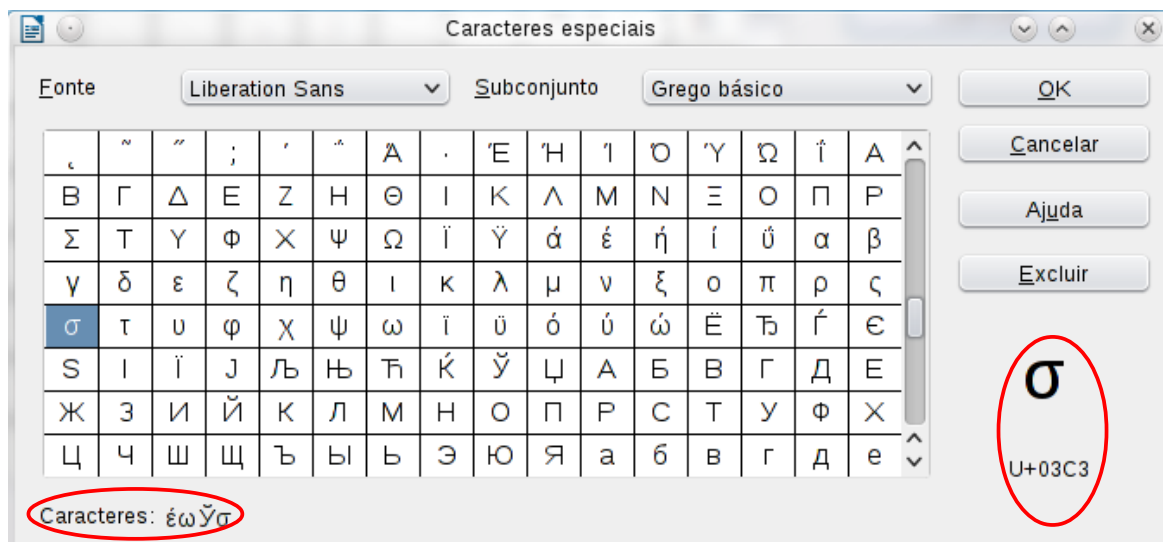 Caracteres especiais
Fonte Liberation Sans Subconjunto Grego básico OK
Cancelar
Ajuda
Excluir
ͺ ˜ ˝ ; ΄ ΅ Ά · Έ Ή Ί Ό Ύ Ώ ΐ Α
Β Γ Δ Ε Ζ Η Θ Ι Κ Λ Μ Ν Ξ Ο Π Ρ
Σ Τ Υ Φ Χ Ψ Ω Ϊ Ϋ ά έ ή ί ΰ α β
γ δ ε ζ η θ ι κ λ μ ν ξ ο π ρ ς
σ τ υ φ χ ψ ω ϊ ϋ ό ύ ώ Ё Ђ Ѓ Є
Ѕ І Ї Ј Љ Њ Ћ Ќ Ў Џ А Б В Г Д Е
Ж З И Й К Л М Н О П Р С Т У Ф Х
Ц Ч Ш Щ Ъ Ы Ь Э Ю Я а б в г д е
σ
U+03C3
Caracteres: έωЎσ